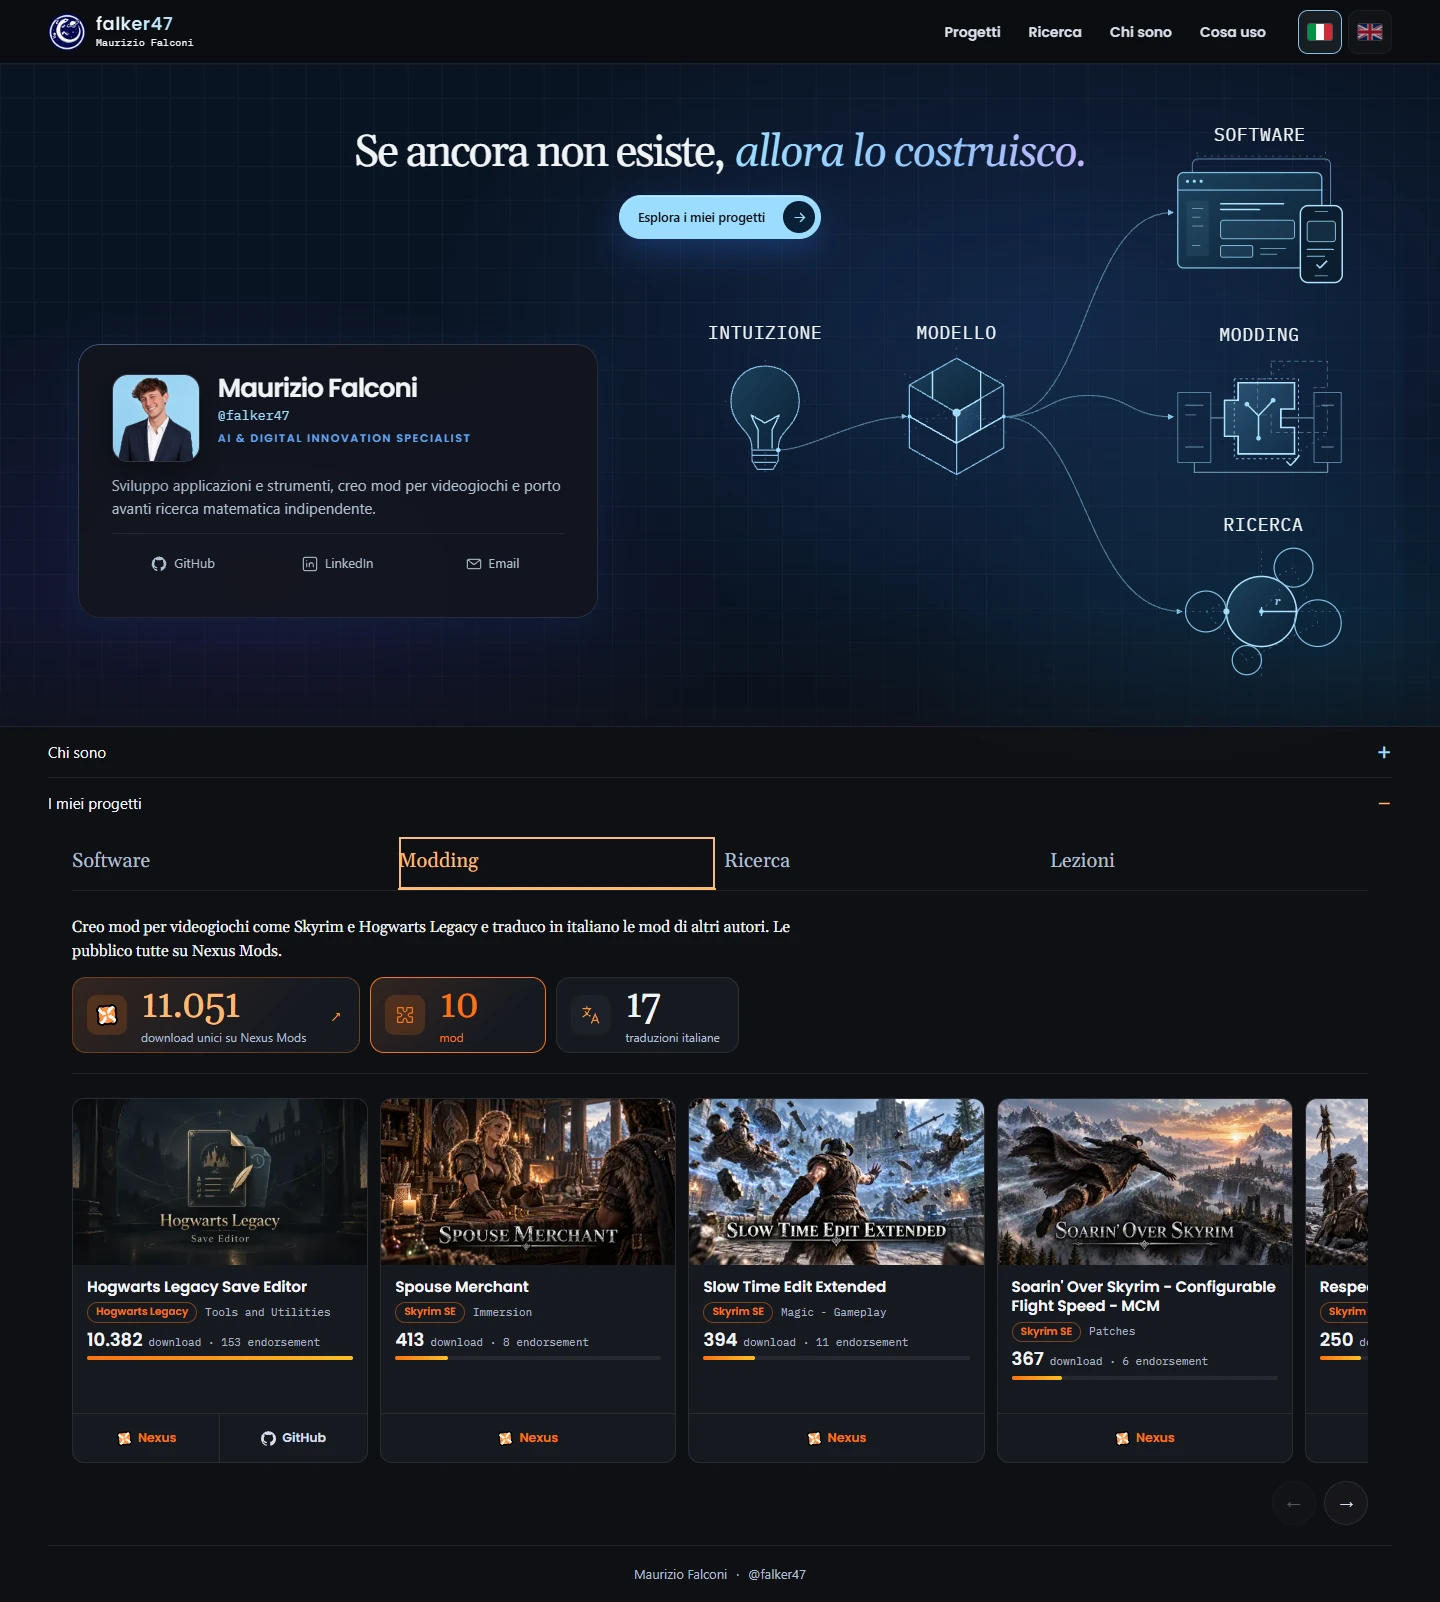 falker47
Maurizio Falconi
Progetti
Ricerca
Chi sono
Cosa uso
Se ancora non esiste, allora lo costruisco.
Esplora i miei progetti →
SOFTWARE
INTUIZIONE
MODELLO
MODDING
RICERCA
r
Maurizio Falconi
@falker47
AI & DIGITAL INNOVATION SPECIALIST
Sviluppo applicazioni e strumenti, creo mod per videogiochi e porto
avanti ricerca matematica indipendente.
GitHub
LinkedIn
Email
Chi sono +
I miei progetti −
Software
Modding
Ricerca
Lezioni
Creo mod per videogiochi come Skyrim e Hogwarts Legacy e traduco in italiano le mod di altri autori. Le
pubblico tutte su Nexus Mods.
11.051
download unici su Nexus Mods
↗
10
mod
17
traduzioni italiane
Hogwarts Legacy
Save Editor
Hogwarts Legacy Save Editor
Hogwarts Legacy Tools and Utilities
10.382 download · 153 endorsement
Nexus
GitHub
Spouse Merchant
Spouse Merchant
Skyrim SE Immersion
413 download · 8 endorsement
Nexus
Slow Time Edit Extended
Slow Time Edit Extended
Skyrim SE Magic - Gameplay
394 download · 11 endorsement
Nexus
Soarin' Over Skyrim
Soarin' Over Skyrim - Configurable
Flight Speed - MCM
Skyrim SE Patches
367 download · 6 endorsement
Nexus
Respe
Skyrim
250 d
← →
Maurizio Falconi · @falker47